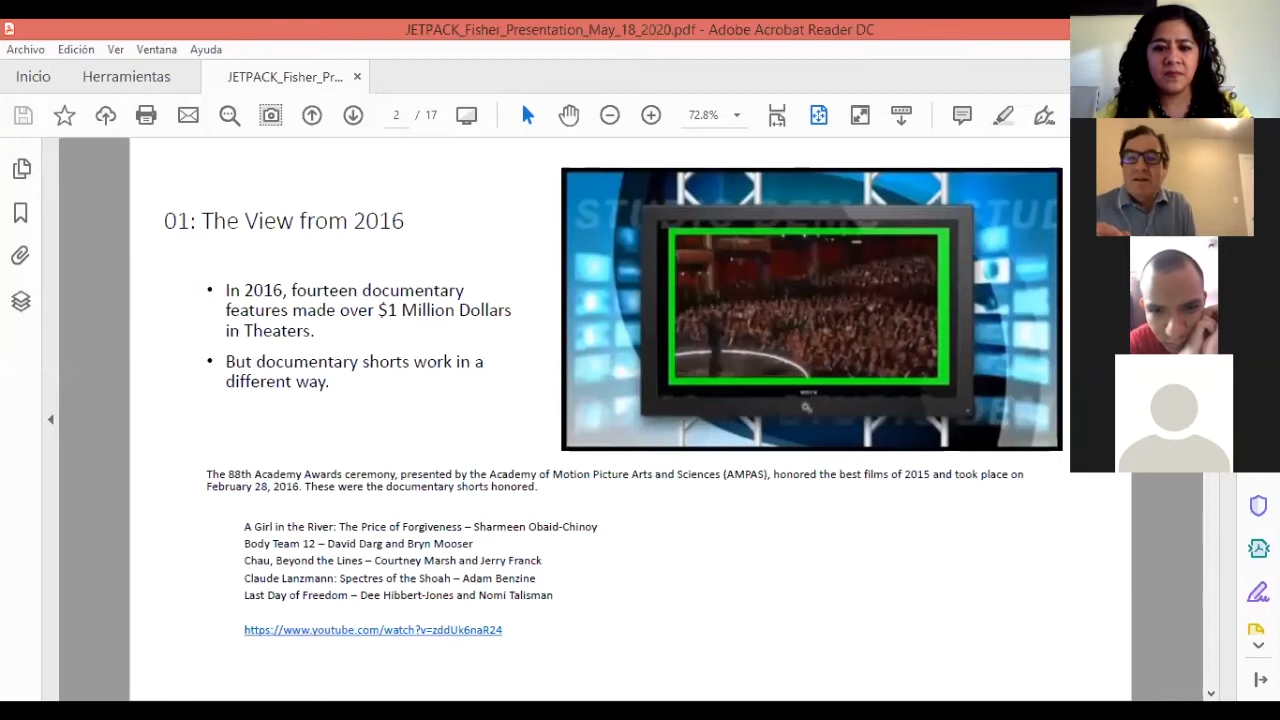 JETPACK_Fisher_Presentation_May_18_2020.pdf - Adobe Acrobat Reader DC
Archivo Edición Ver Ventana Ayuda
Inicio Herramientas JETPACK_Fisher_Pr... ×
2 / 17 72.8%
01: The View from 2016
• In 2016, fourteen documentary
features made over $1 Million Dollars
in Theaters.
• But documentary shorts work in a
different way.
STUDIO DEMO STUD
The 88th Academy Awards ceremony, presented by the Academy of Motion Picture Arts and Sciences (AMPAS), honored the best films of 2015 and took place on
February 28, 2016. These were the documentary shorts honored.
A Girl in the River: The Price of Forgiveness – Sharmeen Obaid-Chinoy
Body Team 12 – David Darg and Bryn Mooser
Chau, Beyond the Lines – Courtney Marsh and Jerry Franck
Claude Lanzmann: Spectres of the Shoah – Adam Benzine
Last Day of Freedom – Dee Hibbert-Jones and Nomi Talisman
https://www.youtube.com/watch?v=zddUk6naR24